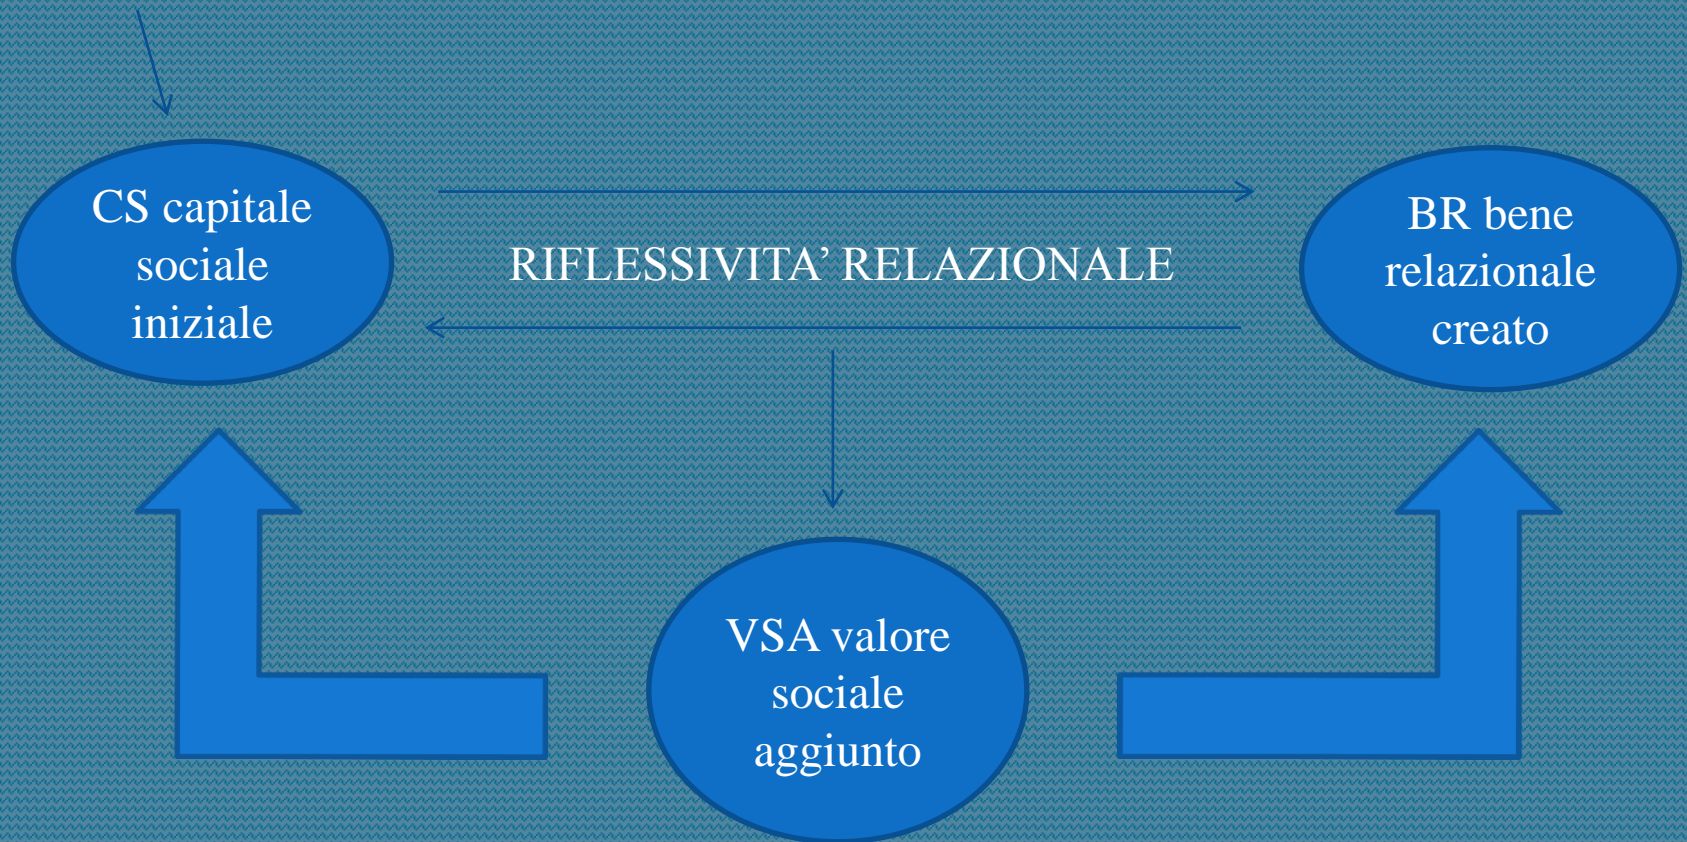 CS capitale
sociale
iniziale
RIFLESSIVITA’ RELAZIONALE
BR bene
relazionale
creato
VSA valore
sociale
aggiunto